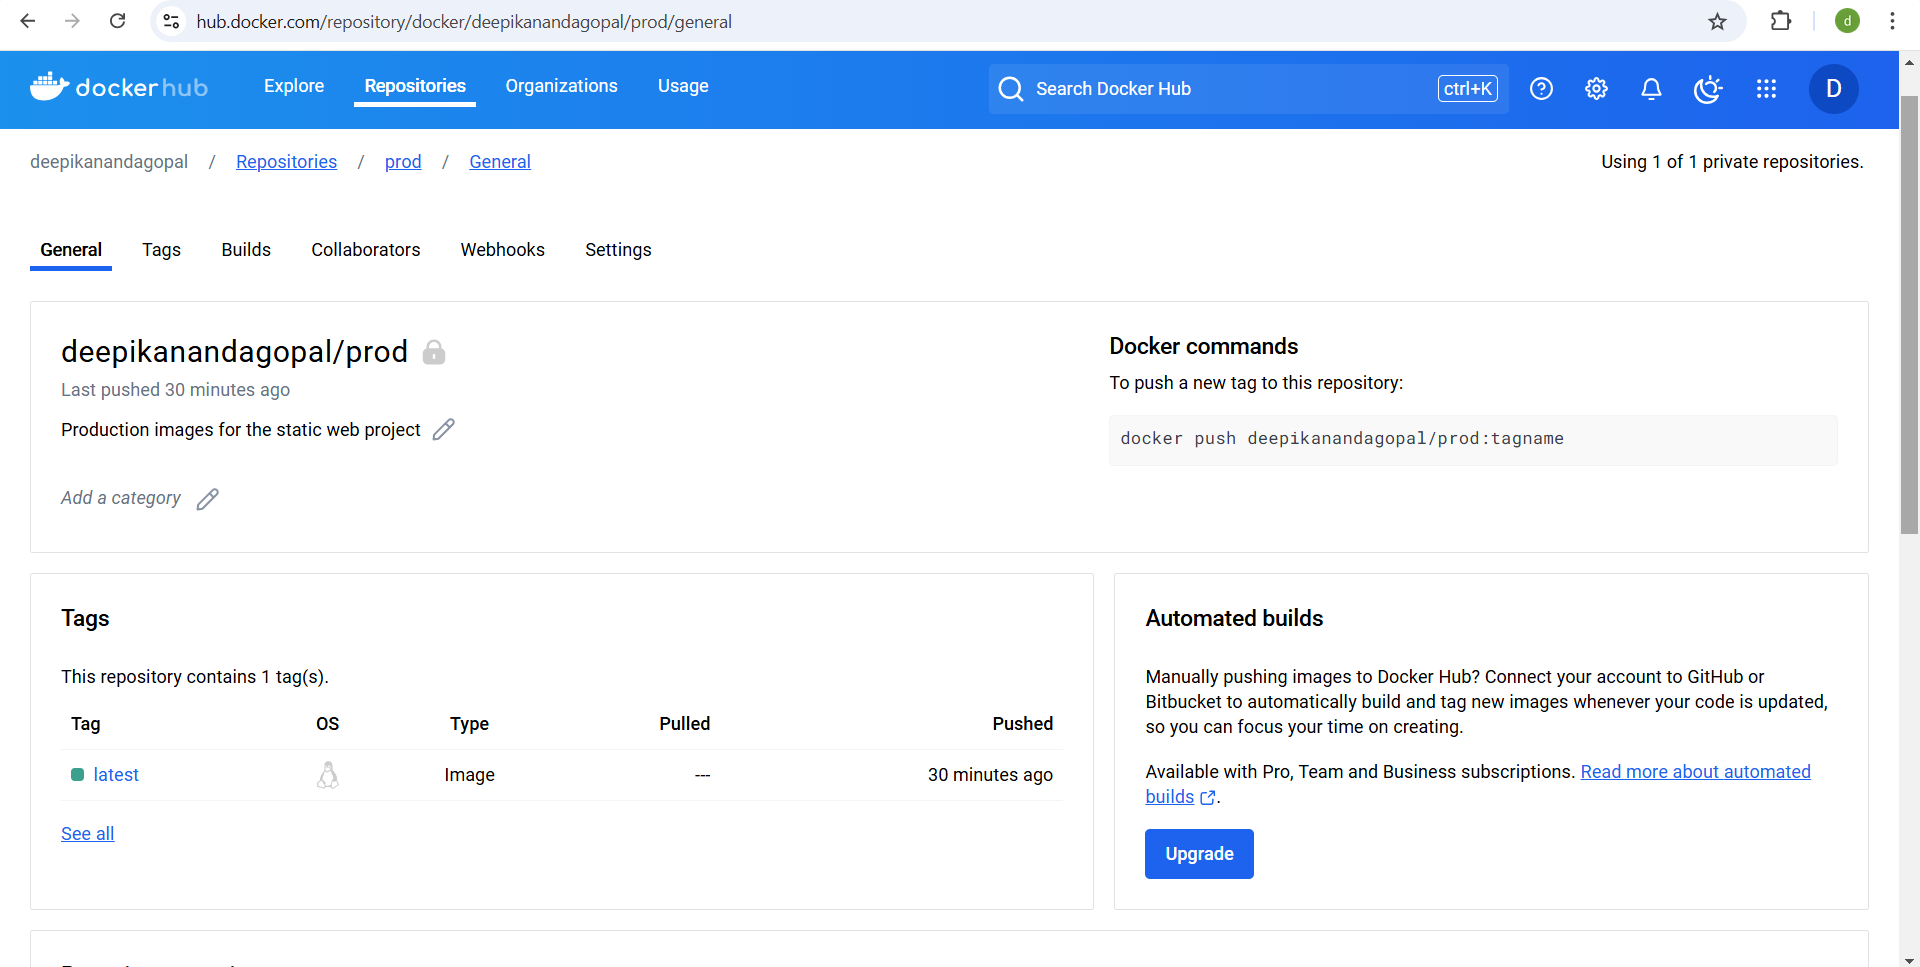 hub.docker.com/repository/docker/deepikanandagopal/prod/general
d
dockerhub
Explore
Repositories
Organizations
Usage
Search Docker Hub
ctrl+K
D
deepikanandagopal / Repositories / prod / General
Using 1 of 1 private repositories.
General
Tags
Builds
Collaborators
Webhooks
Settings
deepikanandagopal/prod
Last pushed 30 minutes ago
Production images for the static web project
Add a category
Docker commands
To push a new tag to this repository:
docker push deepikanandagopal/prod:tagname
Tags
This repository contains 1 tag(s).
Tag OS Type Pulled Pushed
latest Image --- 30 minutes ago
See all
Automated builds
Manually pushing images to Docker Hub? Connect your account to GitHub or
Bitbucket to automatically build and tag new images whenever your code is updated,
so you can focus your time on creating.
Available with Pro, Team and Business subscriptions. Read more about automated
builds .
Upgrade